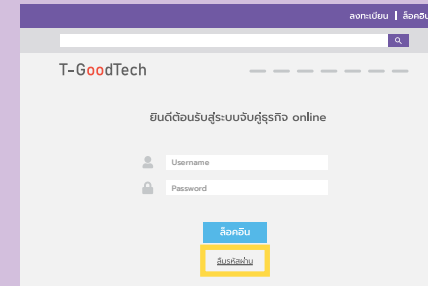 ลงทะเบียน | ล็อคอิน
T-GoodTech
ยินดีต้อนรับสู่ระบบจับคู่ธุรกิจ online
Username
Password
ล็อคอิน
ลืมรหัสผ่าน